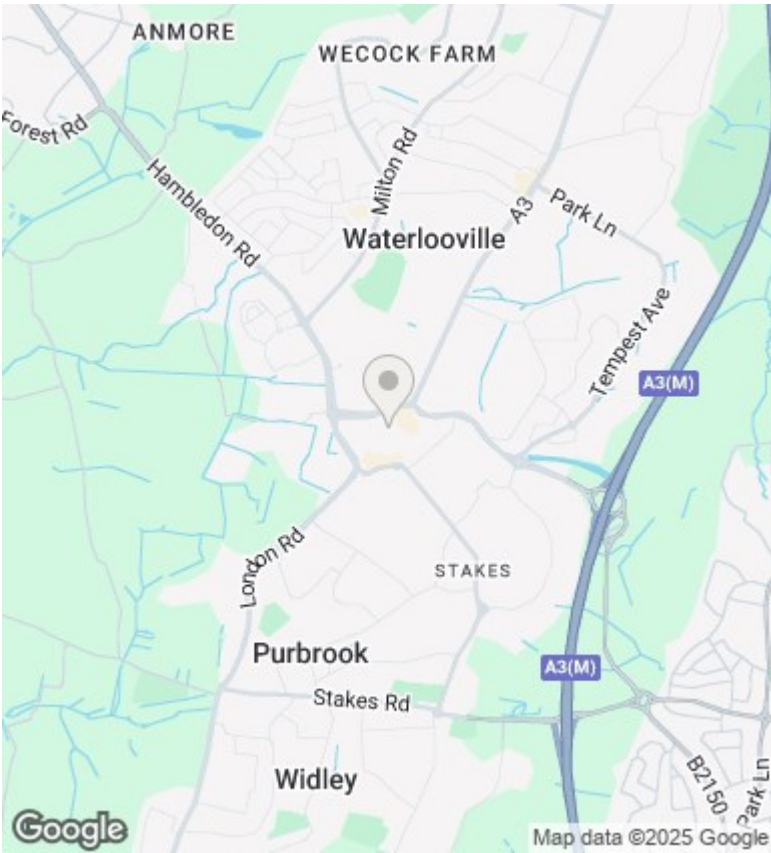 ANMORE
WECOCK FARM
Forest Rd
Milton Rd
Hambledon Rd
A3
Park Ln
Waterlooville
Tempest Ave
A3(M)
London Rd
STAKES
Purbrook
A3(M)
Stakes Rd
Widley
B2150
Park Ln
Google
Map data ©2025 Google